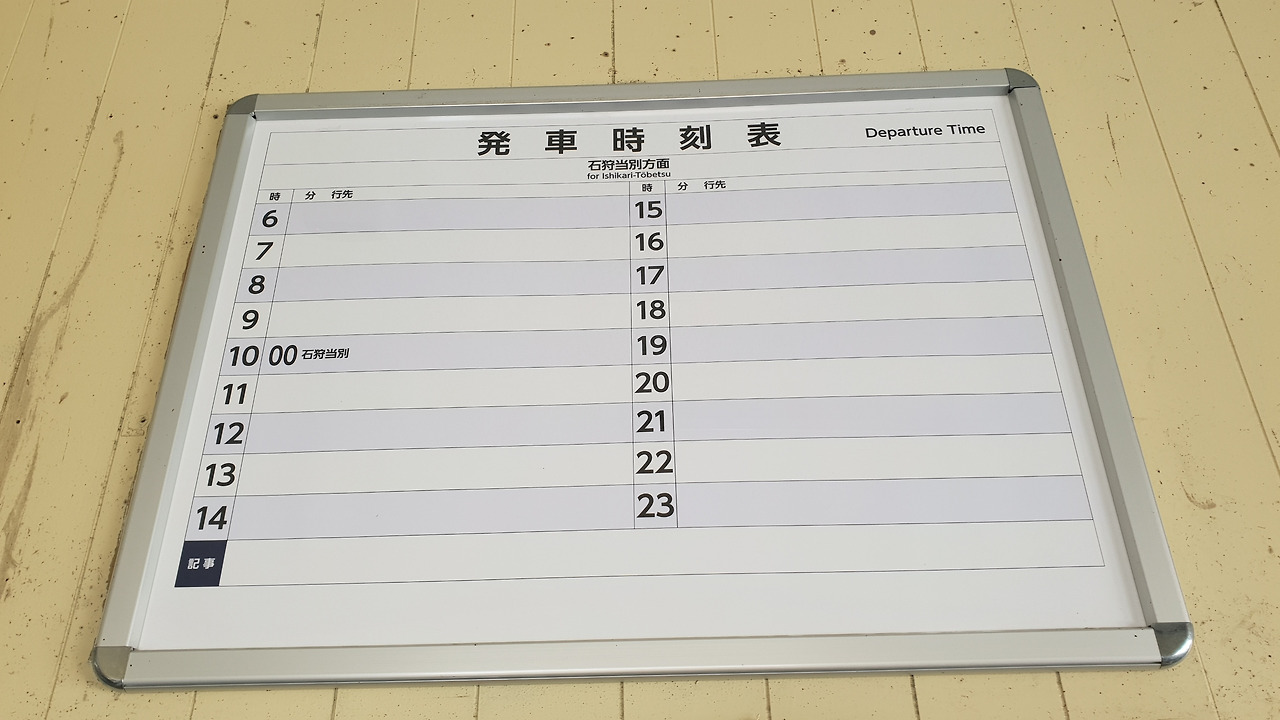 発車時刻表 Departure Time
石狩当別方面
for Ishikari-Tōbetsu
時 分 行先 時 分 行先
6 15
7 16
8 17
9 18
10 00 石狩当別 19
11 20
12 21
13 22
14 23
記事